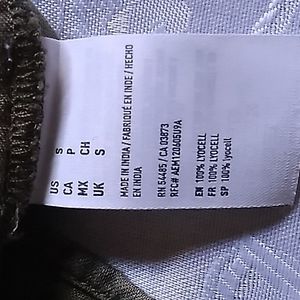 US S
CA P
MX CH
UK S
MADE IN INDIA / FABRIQUÉ EN INDE / HECHO
EN INDIA
RN 54485 / CA 03873
RFC# AEM120605U9A
EN 100% LYOCELL
FR 100% LYOCELL
SP 100% lyocell